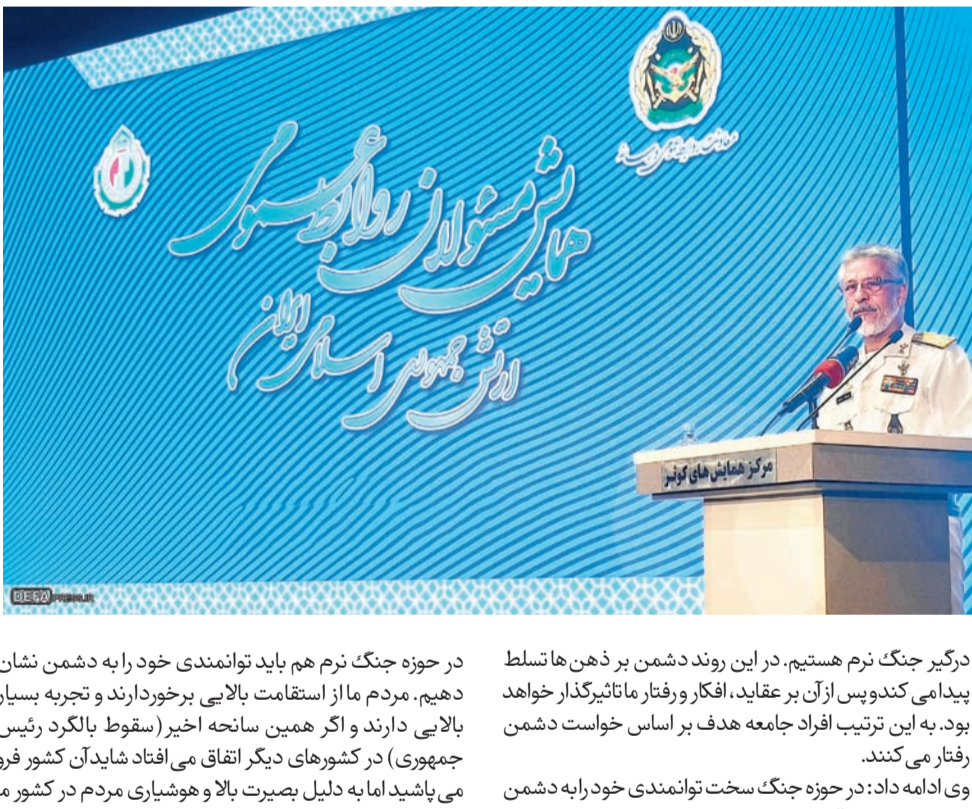 همایش مسئولان روابط عمومی
ارتش جمهوری اسلامی ایران
مرکز همایش های کوثر
DEFAPRESS.IR
درگیر جنگ نرم هستیم. در این روند دشمن بر ذهن ها تسلط
پیدا می کند و پس از آن بر عقاید، افکار و رفتار ما تاثیرگذار خواهد
بود. به این ترتیب افراد جامعه هدف بر اساس خواست دشمن
رفتار می کنند.
وی ادامه داد: در حوزه جنگ سخت توانمندی خود را به دشمن
در حوزه جنگ نرم هم باید توانمندی خود را به دشمن نشان
دهیم. مردم ما از استقامت بالایی برخوردارند و تجربه بسیار
بالایی دارند و اگر همین سانحه اخیر (سقوط بالگرد رئیس
جمهوری) در کشورهای دیگر اتفاق می افتاد شاید آن کشور
می پاشید اما به دلیل بصیرت بالا و هوشیاری مردم در کشور